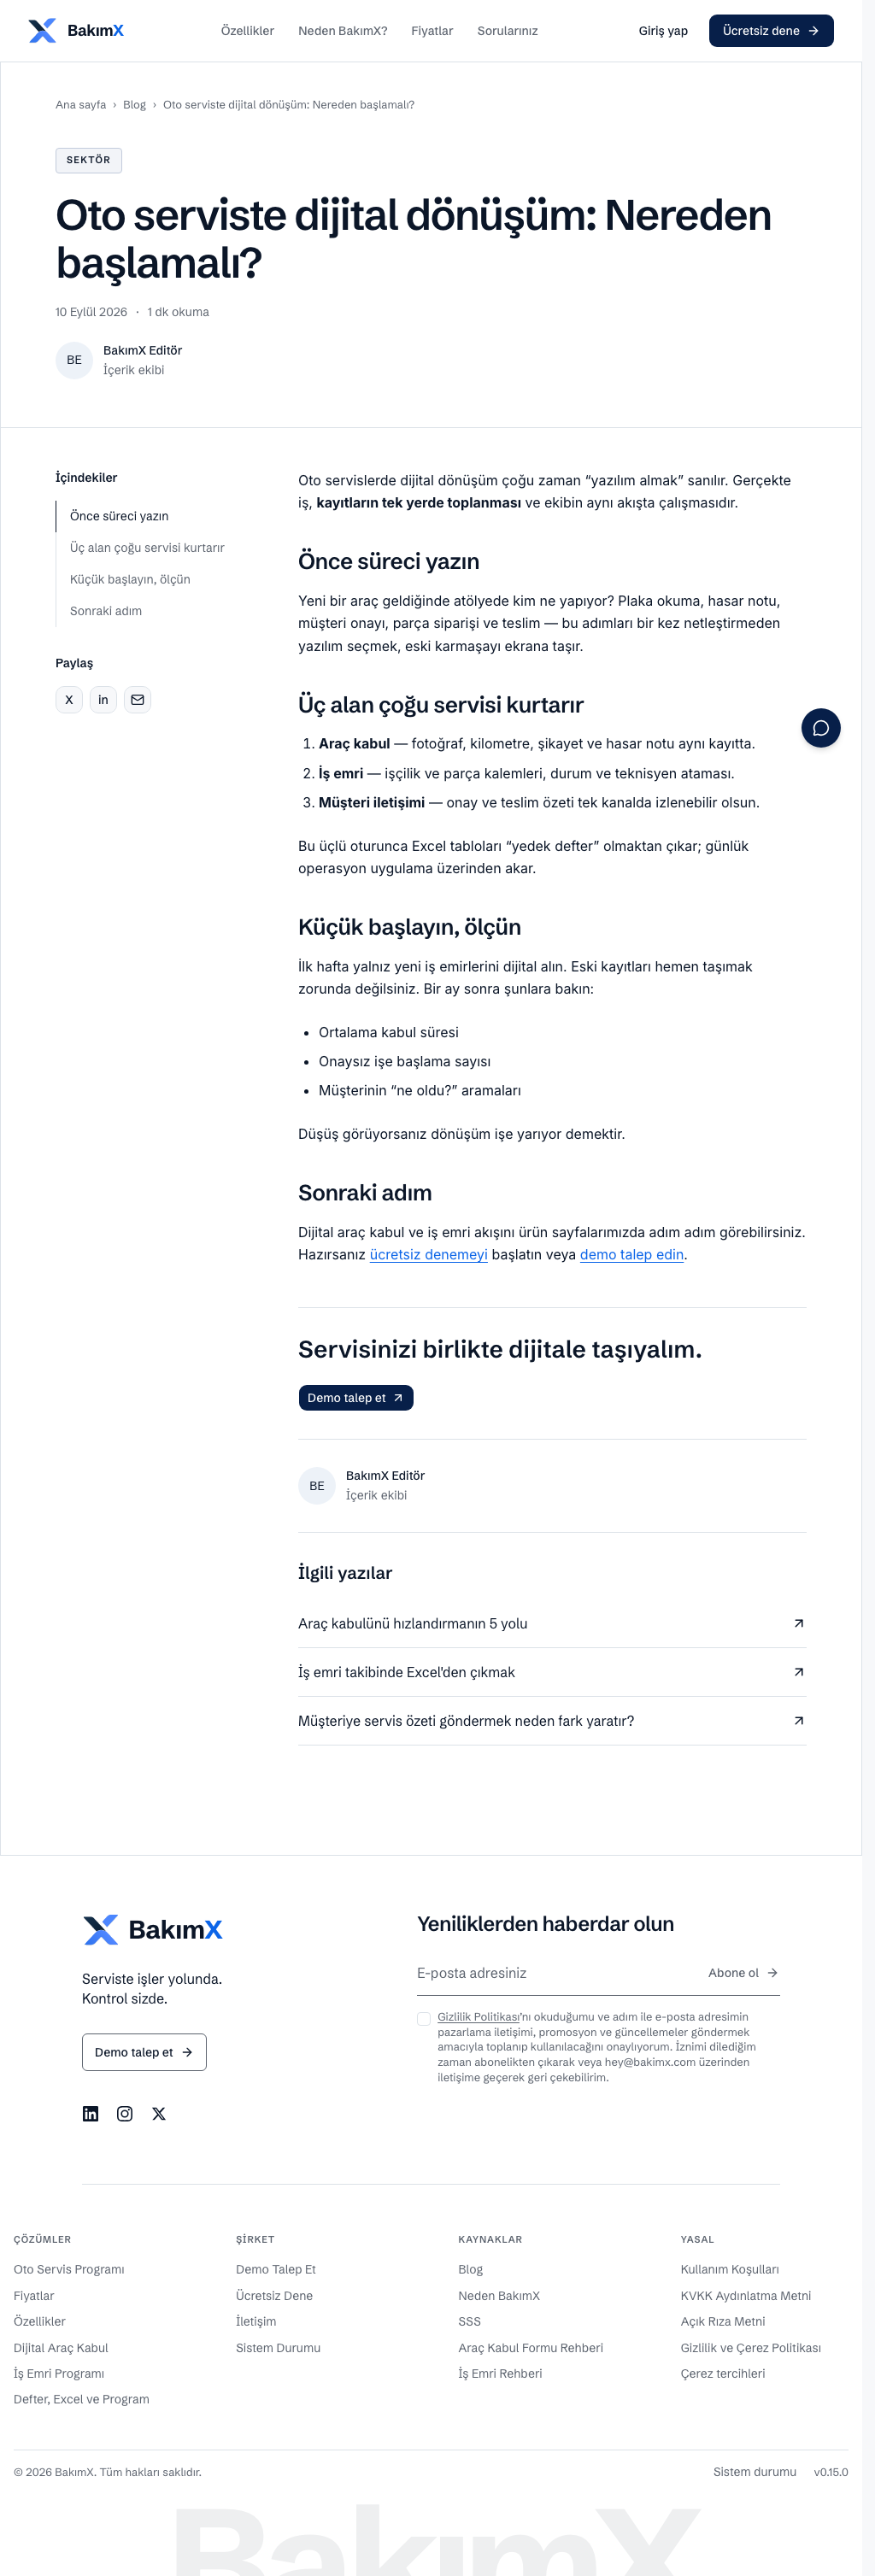 BakımX
Özellikler
Neden BakımX?
Fiyatlar
Sorularınız
Giriş yap
Ücretsiz dene
Ana sayfa › Blog › Oto serviste dijital dönüşüm: Nereden başlamalı?
SEKTÖR
Oto serviste dijital dönüşüm: Nereden
başlamalı?
10 Eylül 2026 · 1 dk okuma
BE
BakımX Editör
İçerik ekibi
İçindekiler
Önce süreci yazın
Üç alan çoğu servisi kurtarır
Küçük başlayın, ölçün
Sonraki adım
Paylaş
X
in
Oto servislerde dijital dönüşüm çoğu zaman “yazılım almak” sanılır. Gerçekte
iş, kayıtların tek yerde toplanması ve ekibin aynı akışta çalışmasıdır.
Önce süreci yazın
Yeni bir araç geldiğinde atölyede kim ne yapıyor? Plaka okuma, hasar notu,
müşteri onayı, parça siparişi ve teslim — bu adımları bir kez netleştirmeden
yazılım seçmek, eski karmaşayı ekrana taşır.
Üç alan çoğu servisi kurtarır
1. Araç kabul — fotoğraf, kilometre, şikayet ve hasar notu aynı kayıtta.
2. İş emri — işçilik ve parça kalemleri, durum ve teknisyen ataması.
3. Müşteri iletişimi — onay ve teslim özeti tek kanalda izlenebilir olsun.
Bu üçlü oturunca Excel tabloları “yedek defter” olmaktan çıkar; günlük
operasyon uygulama üzerinden akar.
Küçük başlayın, ölçün
İlk hafta yalnız yeni iş emirlerini dijital alın. Eski kayıtları hemen taşımak
zorunda değilsiniz. Bir ay sonra şunlara bakın:
• Ortalama kabul süresi
• Onaysız işe başlama sayısı
• Müşterinin “ne oldu?” aramaları
Düşüş görüyorsanız dönüşüm işe yarıyor demektir.
Sonraki adım
Dijital araç kabul ve iş emri akışını ürün sayfalarımızda adım adım görebilirsiniz.
Hazırsanız ücretsiz denemeyi başlatın veya demo talep edin.
Servisinizi birlikte dijitale taşıyalım.
Demo talep et
BE
BakımX Editör
İçerik ekibi
İlgili yazılar
Araç kabulünü hızlandırmanın 5 yolu
İş emri takibinde Excel'den çıkmak
Müşteriye servis özeti göndermek neden fark yaratır?
BakımX
Serviste işler yolunda.
Kontrol sizde.
Demo talep et
Yeniliklerden haberdar olun
E-posta adresiniz
Abone ol
Gizlilik Politikası'nı okuduğumu ve adım ile e-posta adresimin
pazarlama iletişimi, promosyon ve güncellemeler göndermek
amacıyla toplanıp kullanılacağını onaylıyorum. İznimi dilediğim
zaman abonelikten çıkarak veya hey@bakimx.com üzerinden
iletişime geçerek geri çekebilirim.
ÇÖZÜMLER
Oto Servis Programı
Fiyatlar
Özellikler
Dijital Araç Kabul
İş Emri Programı
Defter, Excel ve Program
ŞİRKET
Demo Talep Et
Ücretsiz Dene
İletişim
Sistem Durumu
KAYNAKLAR
Blog
Neden BakımX
SSS
Araç Kabul Formu Rehberi
İş Emri Rehberi
YASAL
Kullanım Koşulları
KVKK Aydınlatma Metni
Açık Rıza Metni
Gizlilik ve Çerez Politikası
Çerez tercihleri
© 2026 BakımX. Tüm hakları saklıdır.
Sistem durumu
v0.15.0
BakımX